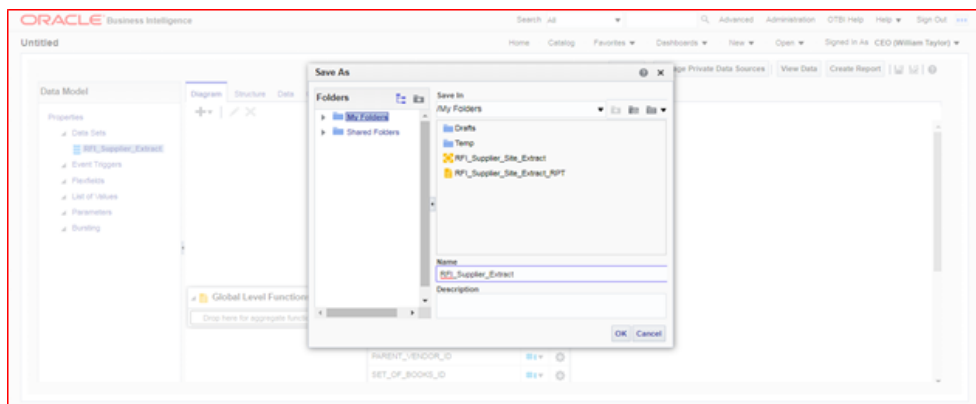 ORACLE Business Intelligence
Search All Advanced Administration OTBI Help Help Sign Out
Untitled
Home Catalog Favorites Dashboards New Open Signed In As CEO (William Taylor)
Save As
Private Data Sources View Data Create Report
Data Model
Diagram Structure Data
Folders
Save In
/My Folders
Properties
Data Sets
RFI_Supplier_Extract
Event Triggers
Flexfields
List of Values
Parameters
Bursting
My Folders
Shared Folders
Drafts
Temp
RFI_Supplier_Site_Extract
RFI_Supplier_Site_Extract_RPT
Name
RFI_Supplier_Extract
Description
Global Level Function
Drop here for aggregate
OK Cancel
PARENT_VENDOR_ID
SET_OF_BOOKS_ID